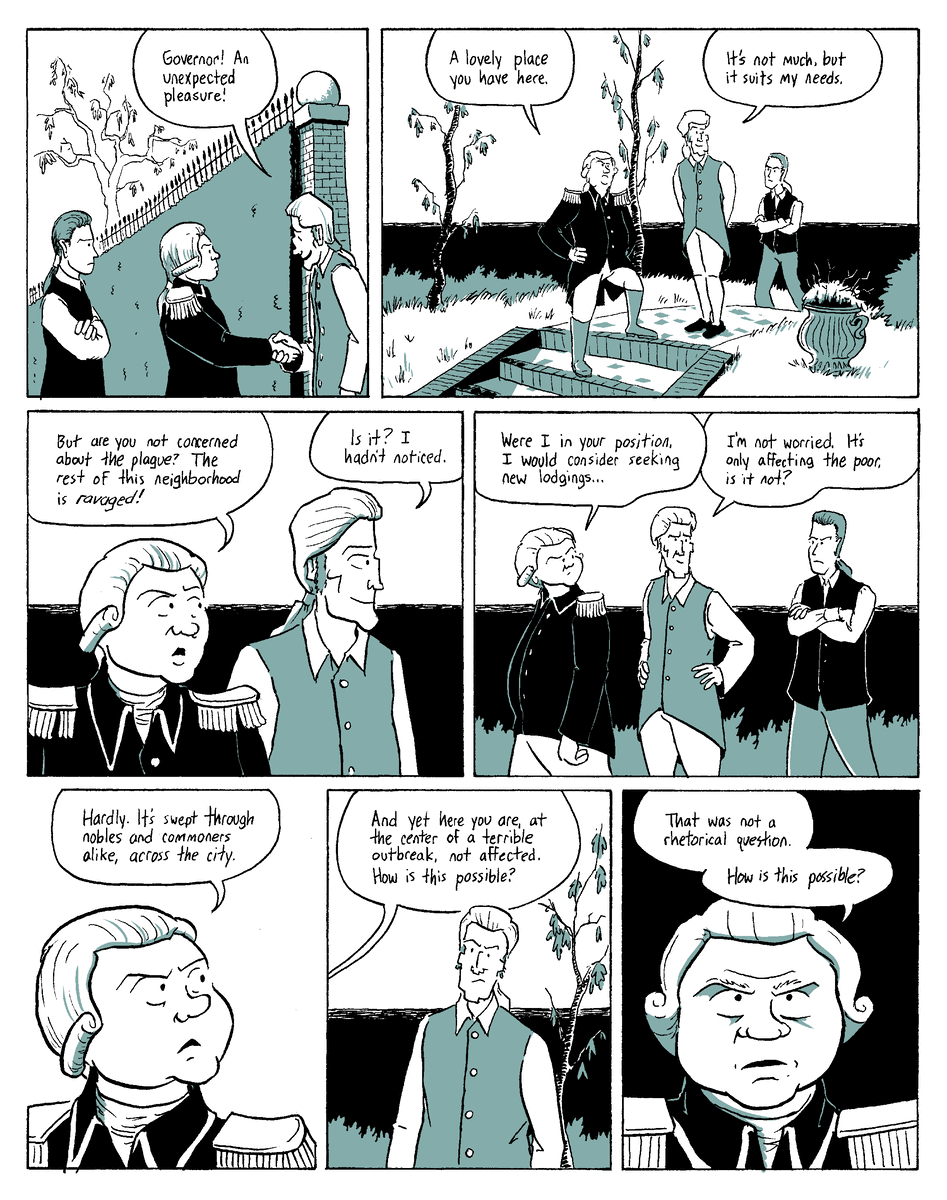 Governor! An
unexpected
pleasure!
A lovely place
you have here.
It's not much, but
it suits my needs.
But are you not concerned
about the plague? The
rest of this neighborhood
is ravaged!
Is it? I
hadn't noticed.
Were I in your position,
I would consider seeking
new lodgings...
I'm not worried. It's
only affecting the poor,
is it not?
Hardly. It's swept through
nobles and commoners
alike, across the city.
And yet here you are, at
the center of a terrible
outbreak, not affected.
How is this possible?
That was not a
rhetorical question.
How is this possible?